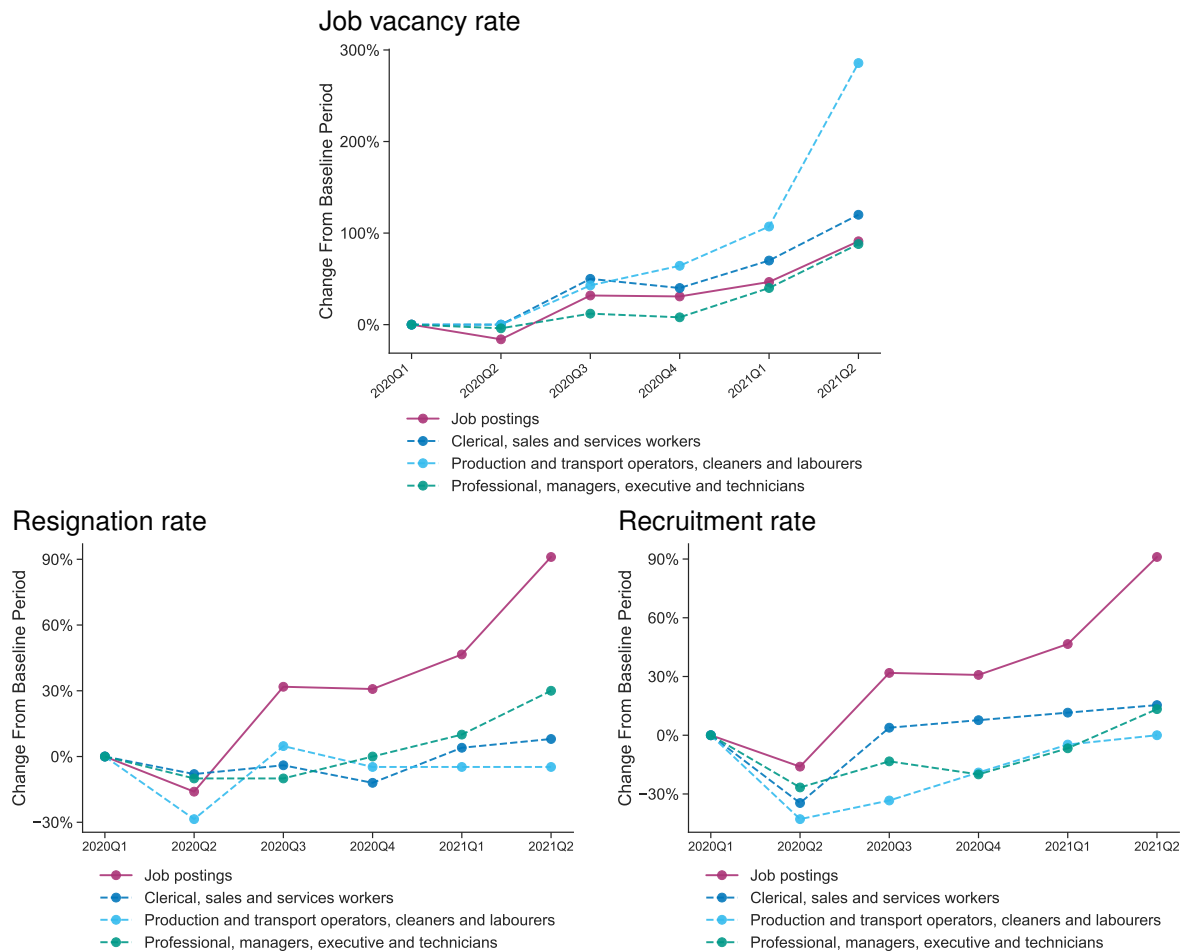 Job vacancy rate
Change From Baseline Period
300%
200%
100%
0%
2020Q1
2020Q2
2020Q3
2020Q4
2021Q1
2021Q2
Job postings
Clerical, sales and services workers
Production and transport operators, cleaners and labourers
Professional, managers, executive and technicians
Resignation rate
Change From Baseline Period
90%
60%
30%
0%
−30%
2020Q1
2020Q2
2020Q3
2020Q4
2021Q1
2021Q2
Job postings
Clerical, sales and services workers
Production and transport operators, cleaners and labourers
Professional, managers, executive and technicians
Recruitment rate
Change From Baseline Period
90%
60%
30%
0%
−30%
2020Q1
2020Q2
2020Q3
2020Q4
2021Q1
2021Q2
Job postings
Clerical, sales and services workers
Production and transport operators, cleaners and labourers
Professional, managers, executive and technicians